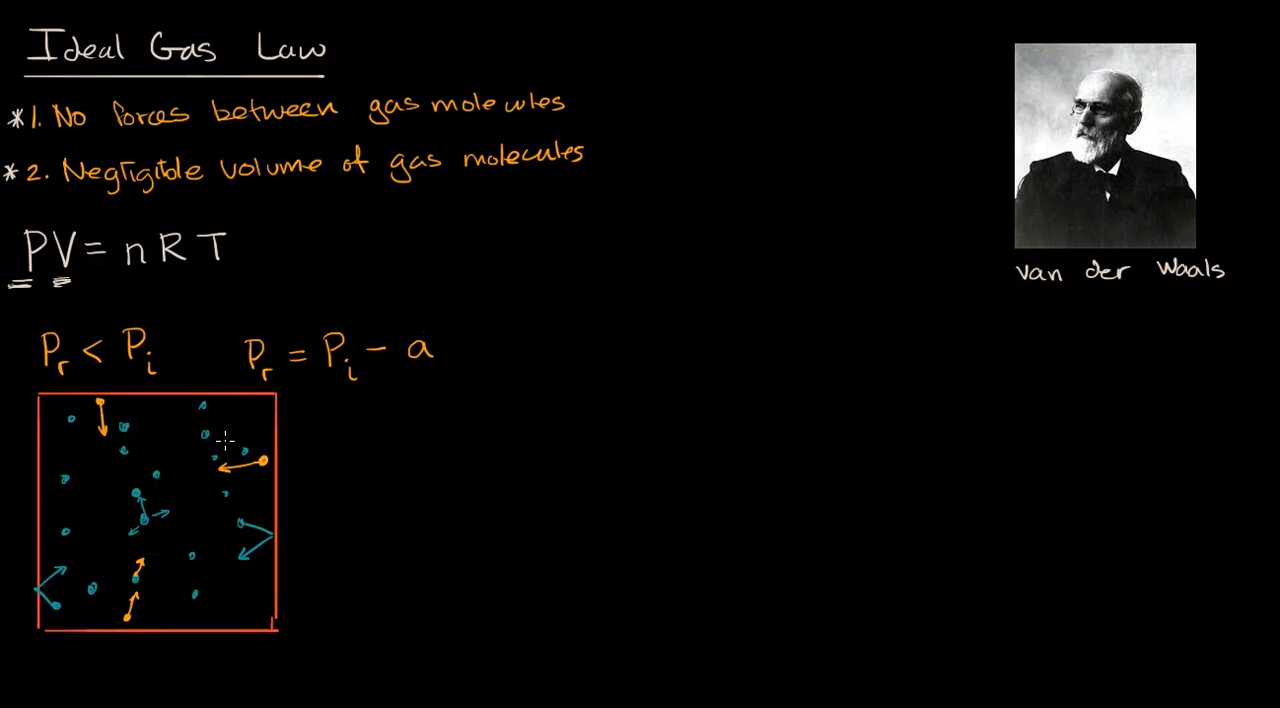 Ideal Gas Law
*1. No forces between gas molecules
*2. Negligible volume of gas molecules
PV = nRT
van der Waals
Pr < Pi
Pr = Pi - a